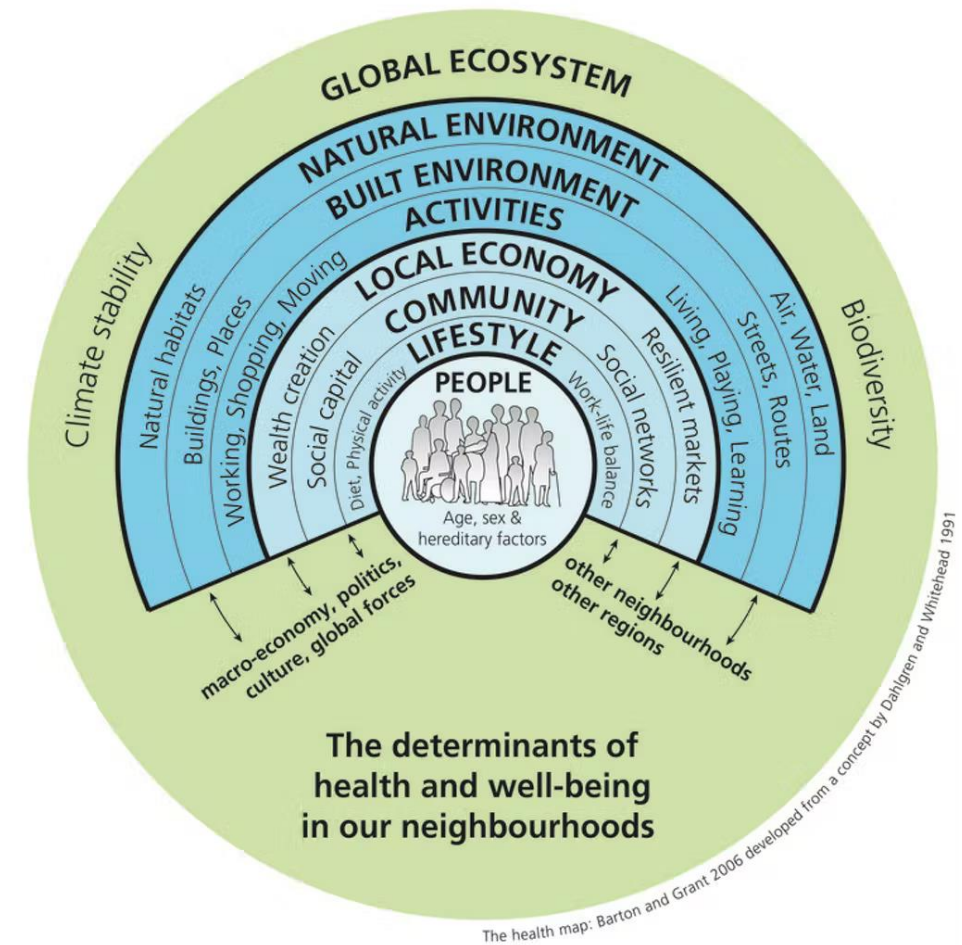 GLOBAL ECOSYSTEM
NATURAL ENVIRONMENT
BUILT ENVIRONMENT
ACTIVITIES
LOCAL ECONOMY
COMMUNITY
LIFESTYLE
PEOPLE
Age, sex &
hereditary factors
Climate stability
Natural habitats
Buildings, Places
Working, Shopping, Moving
Wealth creation
Social capital
Diet, Physical activity
Work-life balance
Social networks
Resilient markets
Living, Playing, Learning
Streets, Routes
Air, Water, Land
Biodiversity
macro-economy, politics,
culture, global forces
other neighbourhoods
other regions
The determinants of
health and well-being
in our neighbourhoods
The health map: Barton and Grant 2006 developed from a concept by Dahlgren and Whitehead 1991